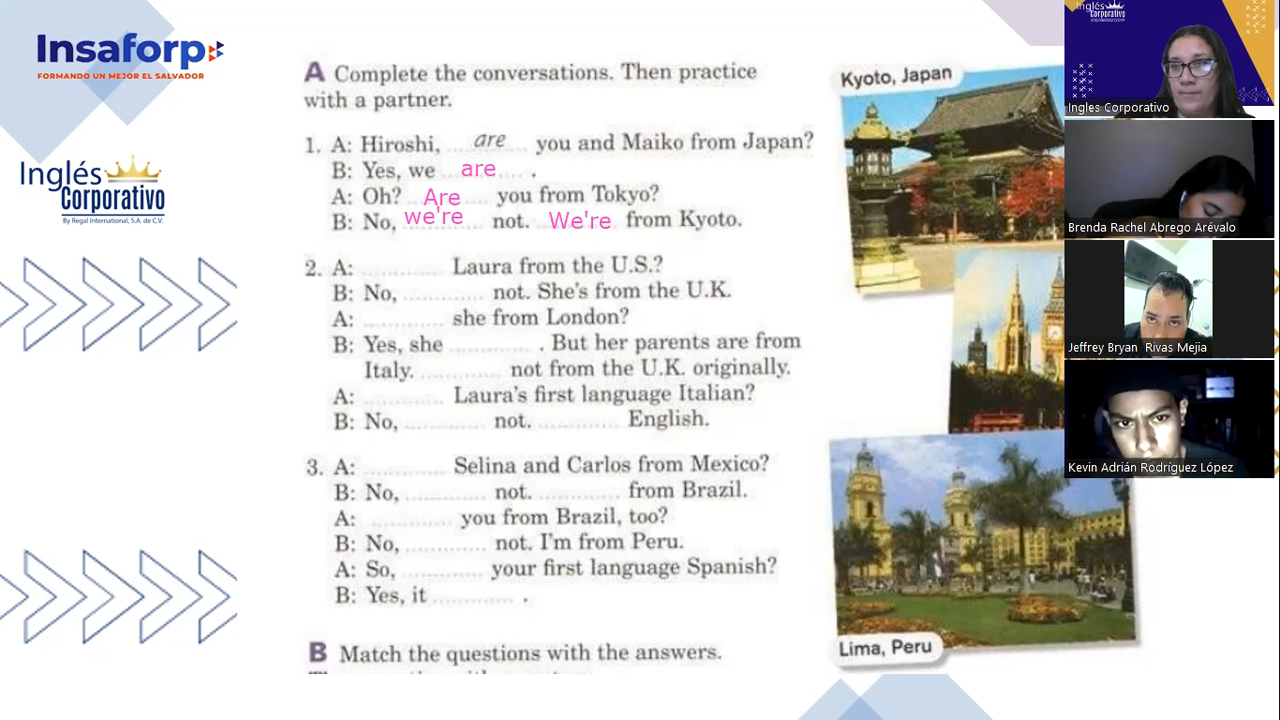 Insaforp
FORMANDO UN MEJOR EL SALVADOR
Inglés
Corporativo
By Regal International, S.A. de C.V.
A Complete the conversations. Then practice
with a partner.
1. A: Hiroshi, are you and Maiko from Japan?
B: Yes, we are .
A: Oh? Are you from Tokyo?
B: No, we're not. We're from Kyoto.
2. A: ............ Laura from the U.S.?
B: No, ............ not. She's from the U.K.
A: ............ she from London?
B: Yes, she ............ . But her parents are from
Italy. ............ not from the U.K. originally.
A: ............ Laura's first language Italian?
B: No, ............ not. ............ English.
3. A: ............ Selina and Carlos from Mexico?
B: No, ............ not. ............ from Brazil.
A: ............ you from Brazil, too?
B: No, ............ not. I'm from Peru.
A: So, ............ your first language Spanish?
B: Yes, it ............ .
B Match the questions with the answers.
Kyoto, Japan
Lima, Peru
Inglés
Corporativo
Ingles Corporativo
Brenda Rachel Abrego Arévalo
Jeffrey Bryan Rivas Mejia
Kevin Adrián Rodríguez López